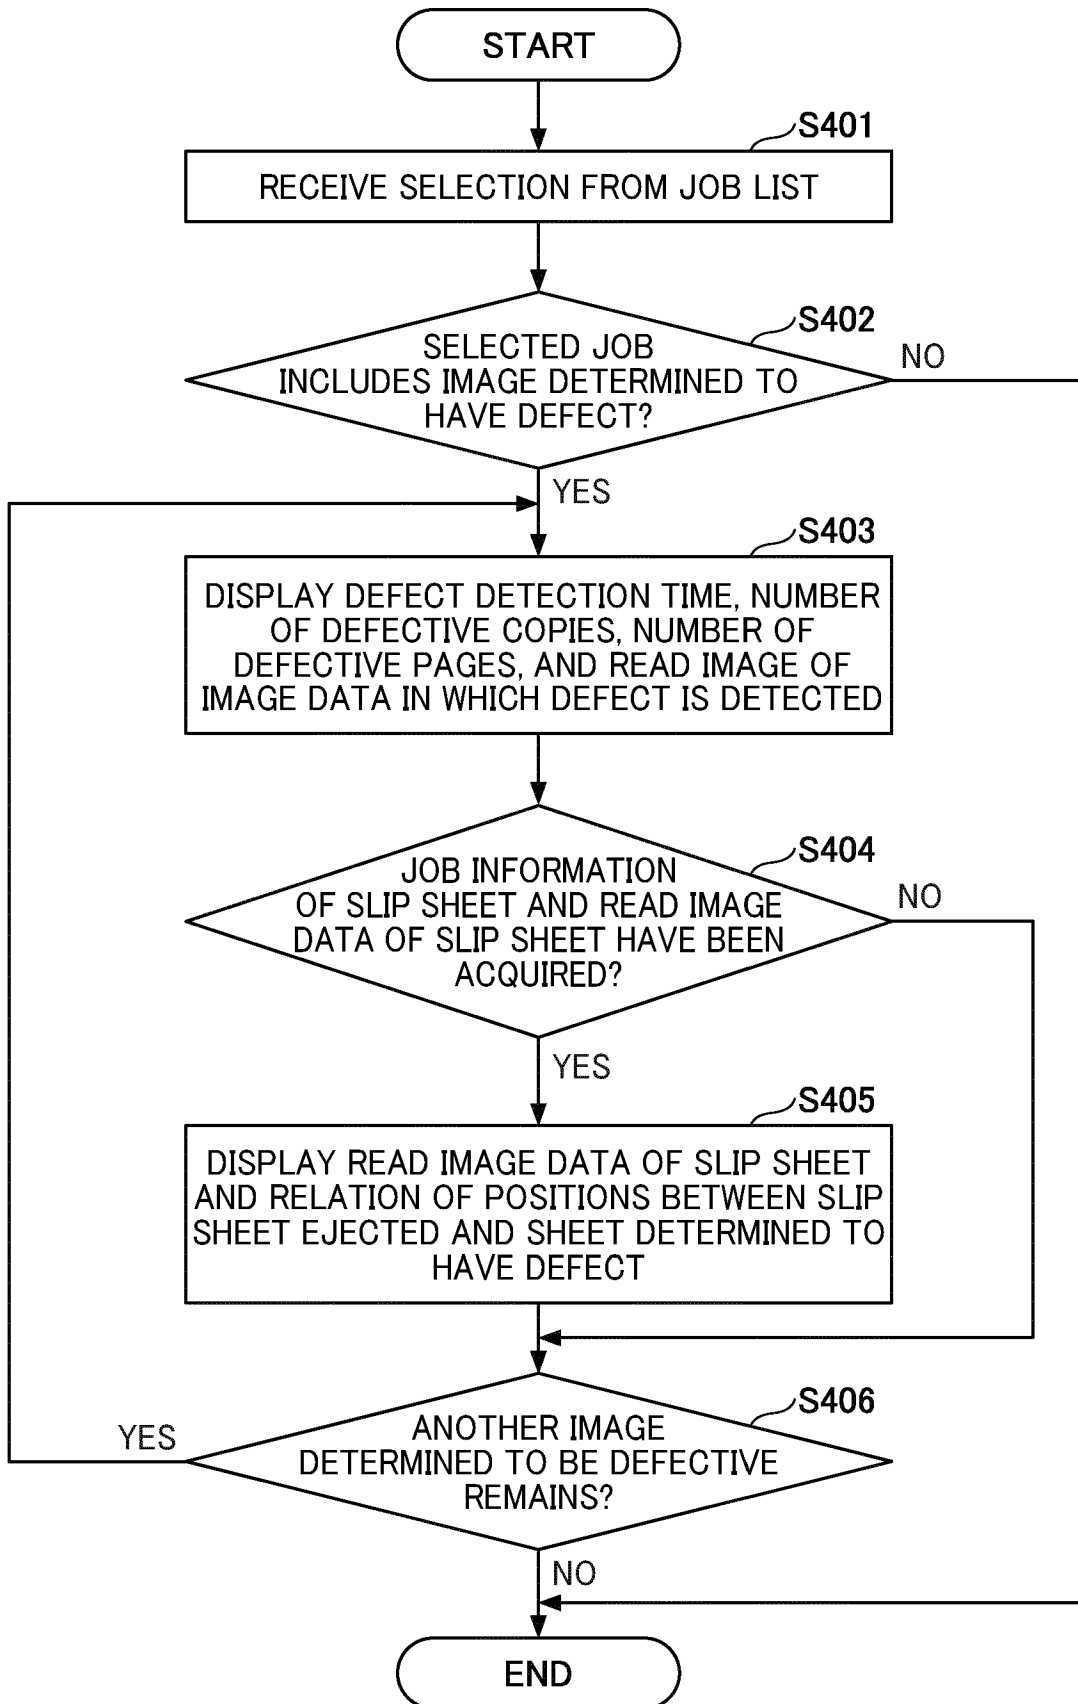 START
S401
RECEIVE SELECTION FROM JOB LIST
S402
SELECTED JOB
INCLUDES IMAGE DETERMINED TO
HAVE DEFECT?
NO
YES
S403
DISPLAY DEFECT DETECTION TIME, NUMBER
OF DEFECTIVE COPIES, NUMBER OF
DEFECTIVE PAGES, AND READ IMAGE OF
IMAGE DATA IN WHICH DEFECT IS DETECTED
S404
JOB INFORMATION
OF SLIP SHEET AND READ IMAGE
DATA OF SLIP SHEET HAVE BEEN
ACQUIRED?
NO
YES
S405
DISPLAY READ IMAGE DATA OF SLIP SHEET
AND RELATION OF POSITIONS BETWEEN SLIP
SHEET EJECTED AND SHEET DETERMINED TO
HAVE DEFECT
S406
YES
ANOTHER IMAGE
DETERMINED TO BE DEFECTIVE
REMAINS?
NO
END